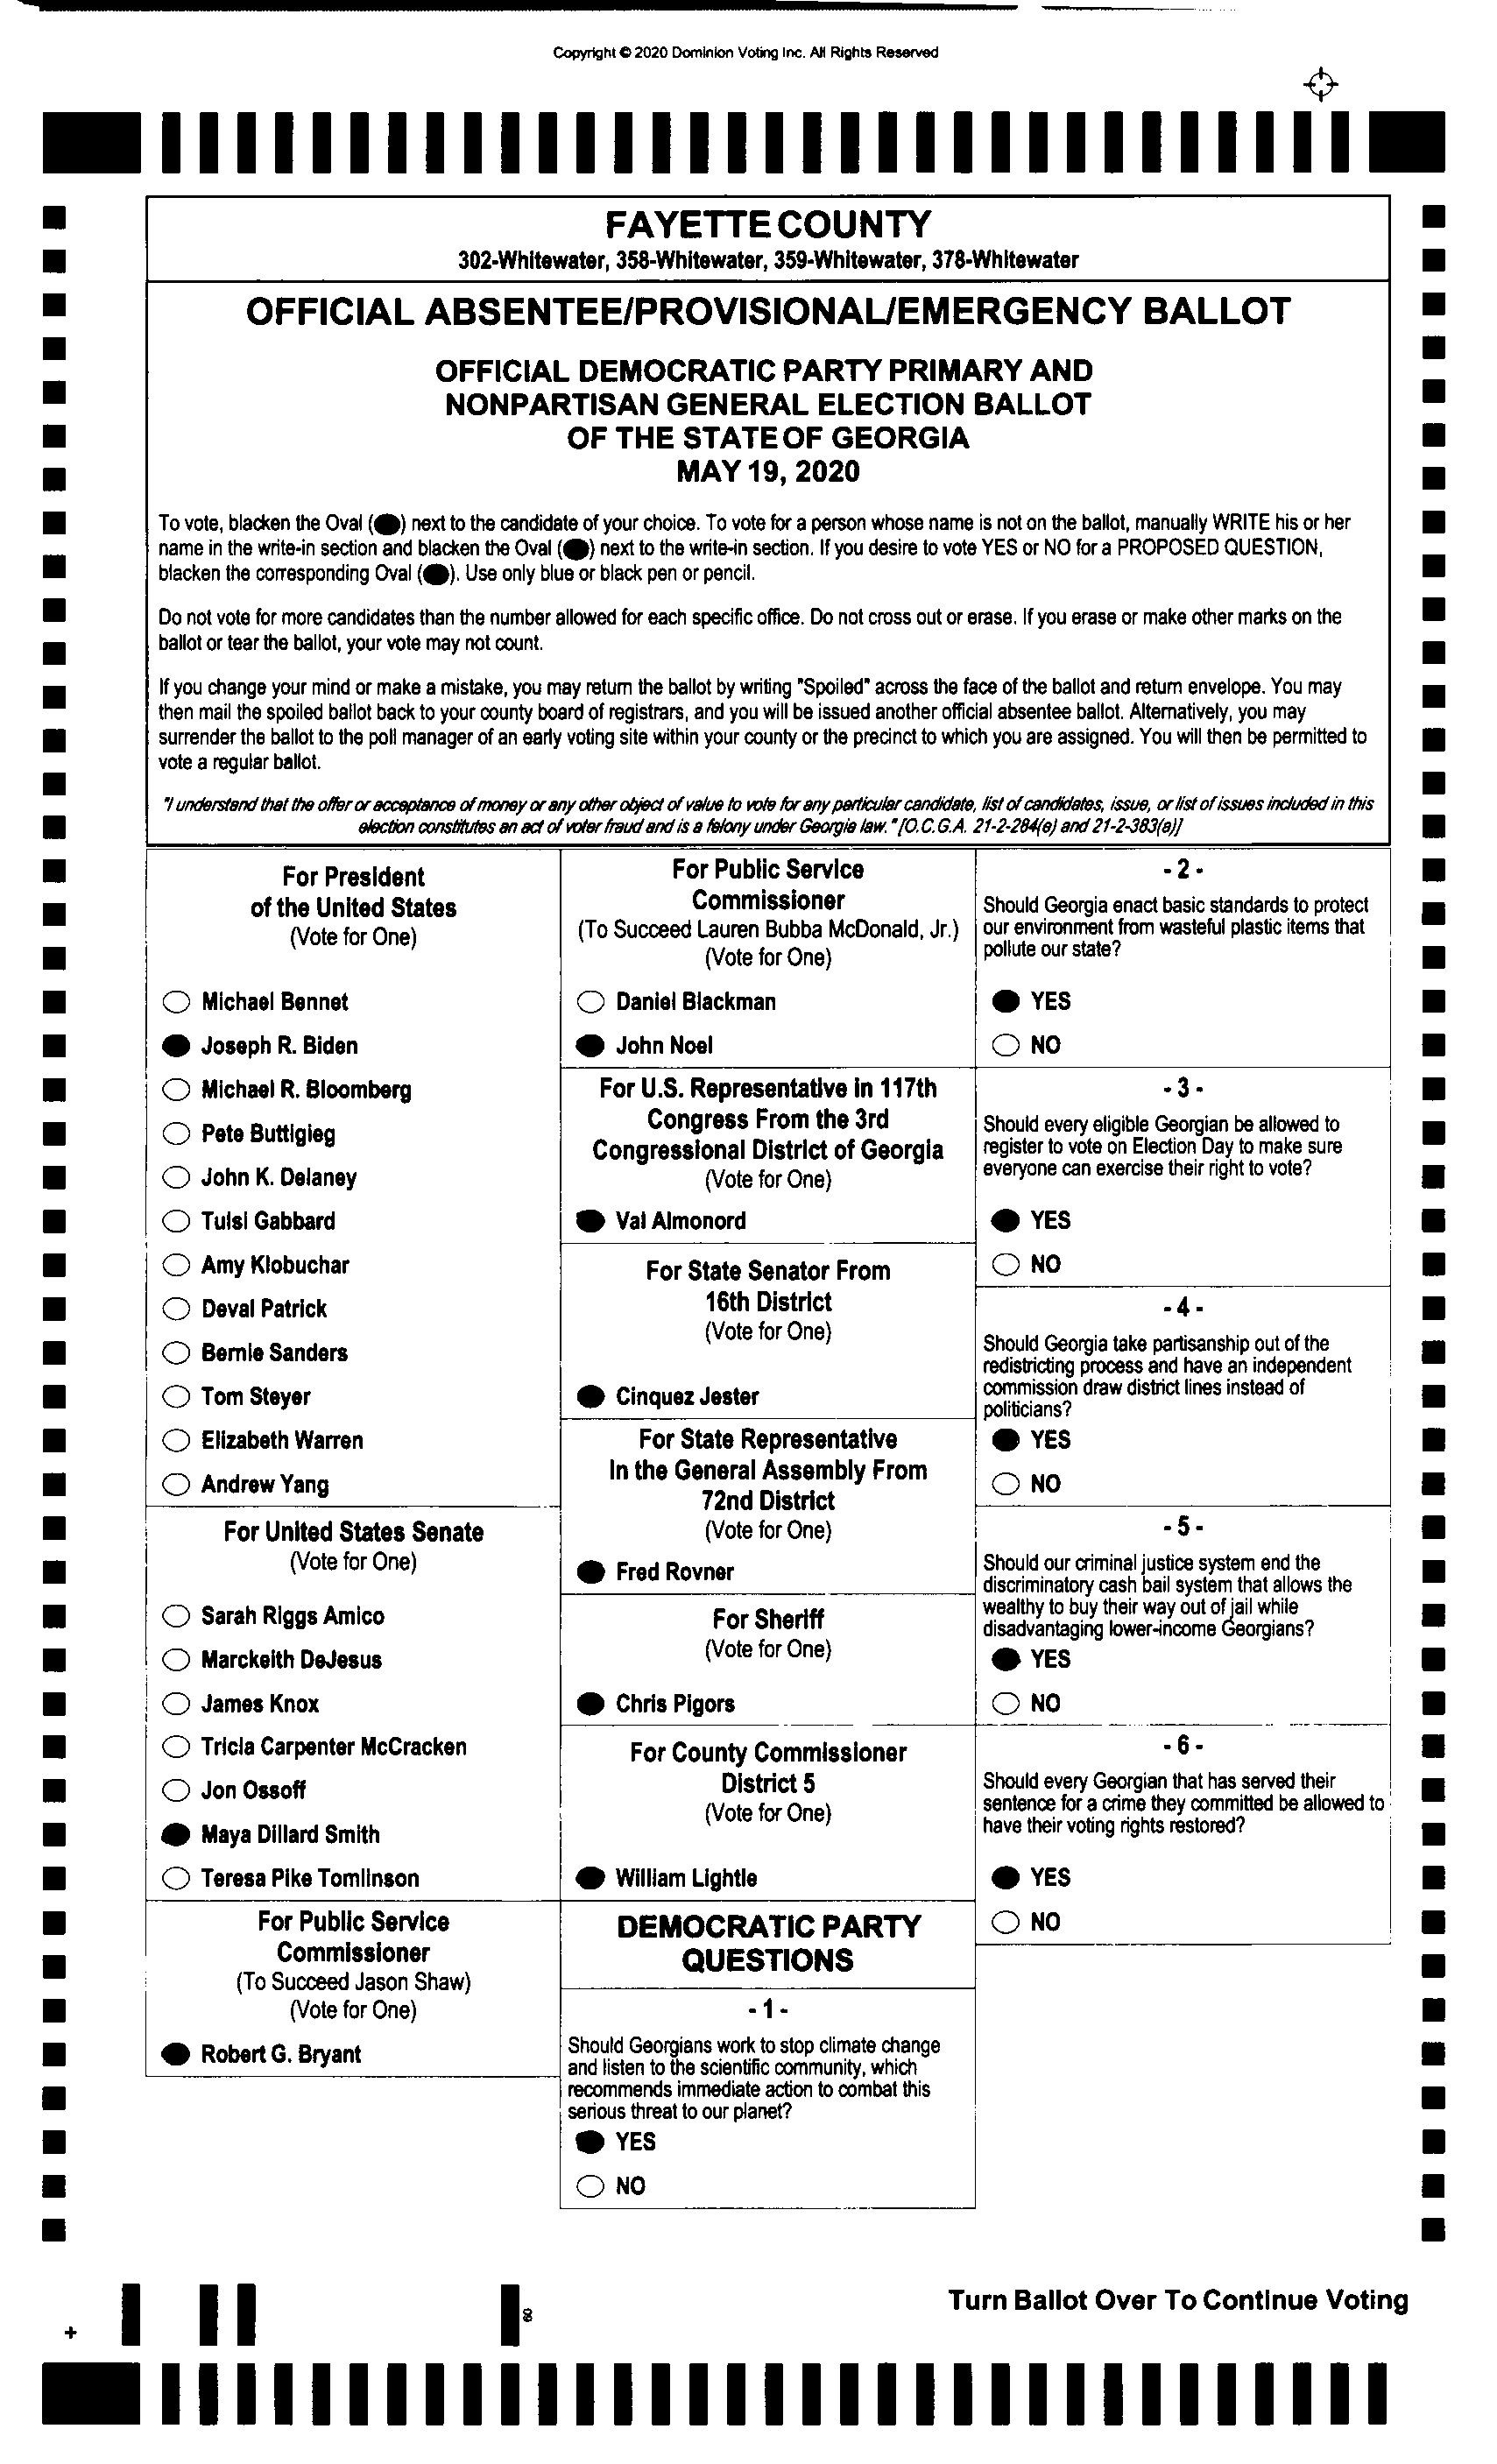 Copyright © 2020 Dominion Voting Inc. All Rights Reserved
FAYETTE COUNTY
302-Whitewater, 358-Whitewater, 359-Whitewater, 378-Whitewater
OFFICIAL ABSENTEE/PROVISIONAL/EMERGENCY BALLOT
OFFICIAL DEMOCRATIC PARTY PRIMARY AND
NONPARTISAN GENERAL ELECTION BALLOT
OF THE STATE OF GEORGIA
MAY 19, 2020
To vote, blacken the Oval (⬬) next to the candidate of your choice. To vote for a person whose name is not on the ballot, manually WRITE his or her
name in the write-in section and blacken the Oval (⬬) next to the write-in section. If you desire to vote YES or NO for a PROPOSED QUESTION,
blacken the corresponding Oval (⬬). Use only blue or black pen or pencil.
Do not vote for more candidates than the number allowed for each specific office. Do not cross out or erase. If you erase or make other marks on the
ballot or tear the ballot, your vote may not count.
If you change your mind or make a mistake, you may return the ballot by writing "Spoiled" across the face of the ballot and return envelope. You may
then mail the spoiled ballot back to your county board of registrars, and you will be issued another official absentee ballot. Alternatively, you may
surrender the ballot to the poll manager of an early voting site within your county or the precinct to which you are assigned. You will then be permitted to
vote a regular ballot.
"I understand that the offer or acceptance of money or any other object of value to vote for any particular candidate, list of candidates, issue, or list of issues included in this
election constitutes an act of voter fraud and is a felony under Georgia law." [O.C.G.A. 21-2-284(e) and 21-2-383(a)]
For President
of the United States
(Vote for One)
Michael Bennet
Joseph R. Biden
Michael R. Bloomberg
Pete Buttigieg
John K. Delaney
Tulsi Gabbard
Amy Klobuchar
Deval Patrick
Bernie Sanders
Tom Steyer
Elizabeth Warren
Andrew Yang
For United States Senate
(Vote for One)
Sarah Riggs Amico
Marckeith DeJesus
James Knox
Tricia Carpenter McCracken
Jon Ossoff
Maya Dillard Smith
Teresa Pike Tomlinson
For Public Service
Commissioner
(To Succeed Jason Shaw)
(Vote for One)
Robert G. Bryant
For Public Service
Commissioner
(To Succeed Lauren Bubba McDonald, Jr.)
(Vote for One)
Daniel Blackman
John Noel
For U.S. Representative in 117th
Congress From the 3rd
Congressional District of Georgia
(Vote for One)
Val Almonord
For State Senator From
16th District
(Vote for One)
Cinquez Jester
For State Representative
In the General Assembly From
72nd District
(Vote for One)
Fred Rovner
For Sheriff
(Vote for One)
Chris Pigors
For County Commissioner
District 5
(Vote for One)
William Lightle
DEMOCRATIC PARTY
QUESTIONS
- 1 -
Should Georgians work to stop climate change
and listen to the scientific community, which
recommends immediate action to combat this
serious threat to our planet?
YES
NO
- 2 -
Should Georgia enact basic standards to protect
our environment from wasteful plastic items that
pollute our state?
YES
NO
- 3 -
Should every eligible Georgian be allowed to
register to vote on Election Day to make sure
everyone can exercise their right to vote?
YES
NO
- 4 -
Should Georgia take partisanship out of the
redistricting process and have an independent
commission draw district lines instead of
politicians?
YES
NO
- 5 -
Should our criminal justice system end the
discriminatory cash bail system that allows the
wealthy to buy their way out of jail while
disadvantaging lower-income Georgians?
YES
NO
- 6 -
Should every Georgian that has served their
sentence for a crime they committed be allowed to
have their voting rights restored?
YES
NO
Turn Ballot Over To Continue Voting
60
+